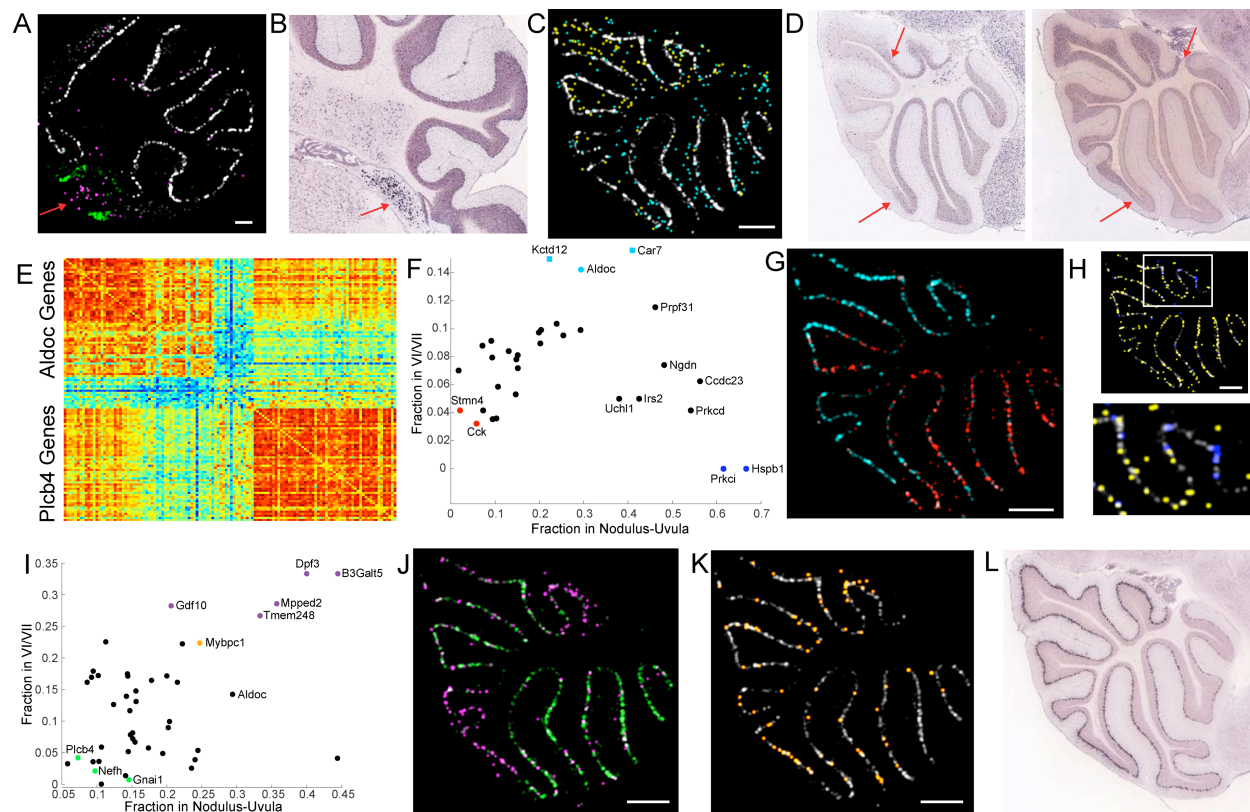 A
B
C
D
E
Aldoc Genes
Plcb4 Genes
F
Fraction in VI/VII
0.14
0.12
0.1
0.08
0.06
0.04
0.02
0
Kctd12
Car7
Aldoc
Prpf31
Ngdn
Ccdc23
Uchl1
Irs2
Prkcd
Stmn4
Cck
Prkci
Hspb1
0 0.1 0.2 0.3 0.4 0.5 0.6 0.7
Fraction in Nodulus-Uvula
G
H
I
Fraction in VI/VII
0.35
0.3
0.25
0.2
0.15
0.1
0.05
0
Dpf3
B3Galt5
Gdf10
Mpped2
Tmem248
Mybpc1
Aldoc
Plcb4
Nefh
Gnai1
0.05 0.1 0.15 0.2 0.25 0.3 0.35 0.4 0.45
Fraction in Nodulus-Uvula
J
K
L